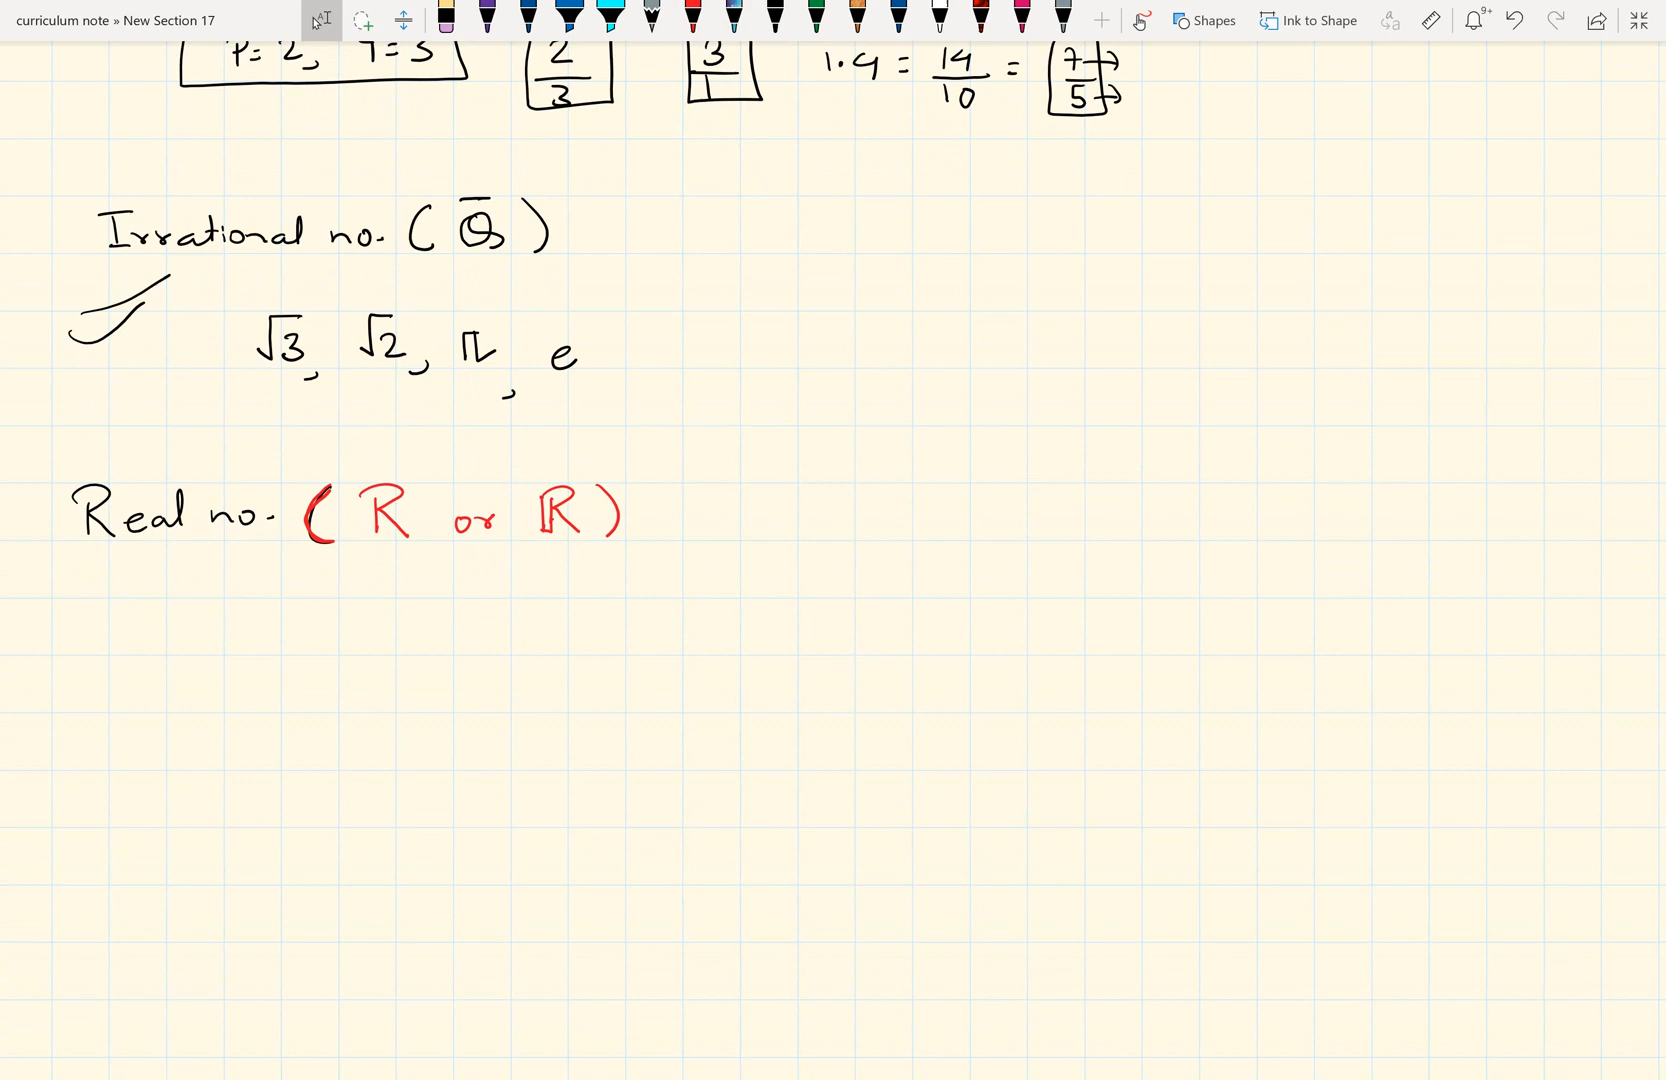 curriculum note » New Section 17
9+
Shapes
Ink to Shape
P = 2, q = 3
2/3
3/1
1.4 = 14/10 = 7/5
Irrational no. ( Q̅ )
√3, √2, π, e
Real no. ( R or ℝ )